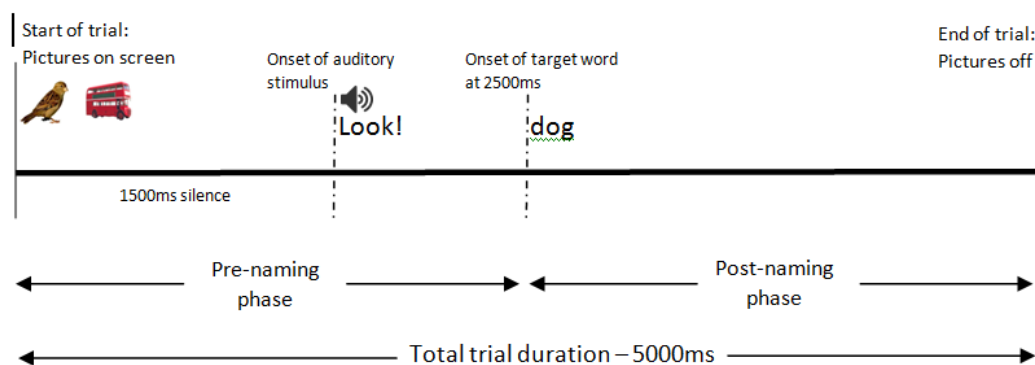 Start of trial:
Pictures on screen
End of trial:
Pictures off
Onset of auditory
stimulus
Onset of target word
at 2500ms
Look!
dog
1500ms silence
Pre-naming
phase
Post-naming
phase
Total trial duration – 5000ms